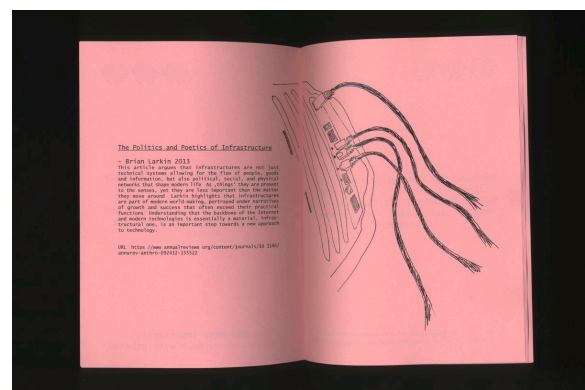 The Politics and Poetics of Infrastructure
- Brian Larkin 2013
This article argues that infrastructures are not just
technical systems allowing for the flow of people, goods
and information, but also political, social, and physical
networks that shape modern life As ‚things' they are present
to the senses, yet they are less important than the matter
they move around Larkin highlights that infrastructures
are part of modern world-making, portrayed under narratives
of growth and success that often exceed their practical
functions Understanding that the backbone of the Internet
and modern technologies is essentially a material, infra-
tructural one, is an important step towards a new approach
to technology.
URL https //www annualreviews org/content/journals/10 1146/
annurev-anthro-092412-155522